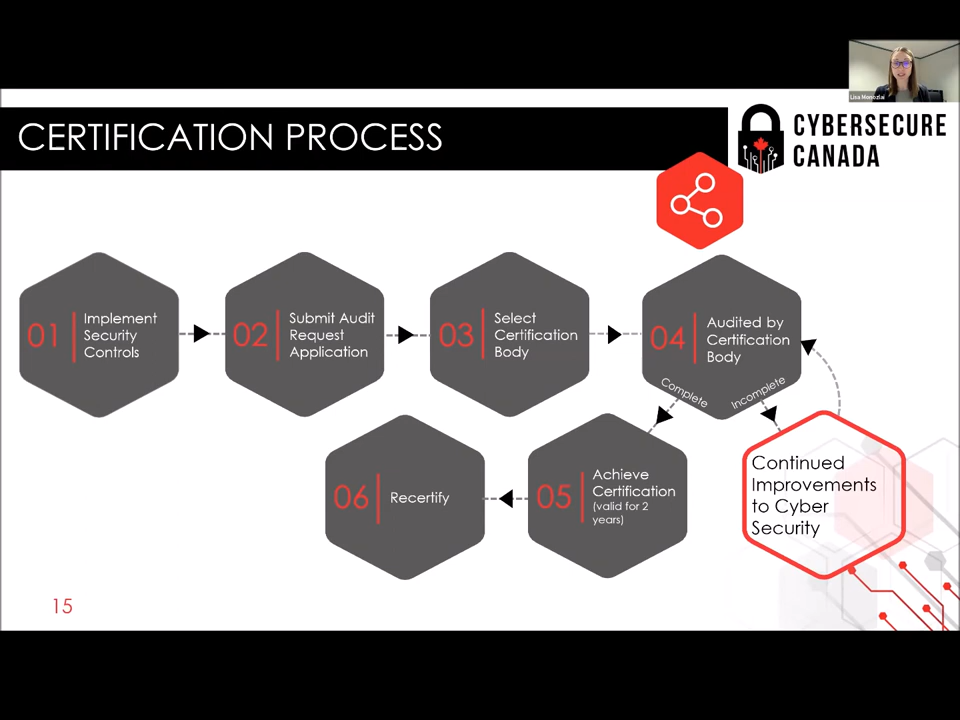 Lisa
CERTIFICATION PROCESS
CYBERSECURE
CANADA
01
Implement
Security
Controls
02
Submit Audit
Request
Application
03
Select
Certification
Body
04
Audited by
Certification
Body
Complete
Incomplete
06
Recertify
05
Achieve
Certification
(valid for 2
years)
Continued
Improvements
to Cyber
Security
15